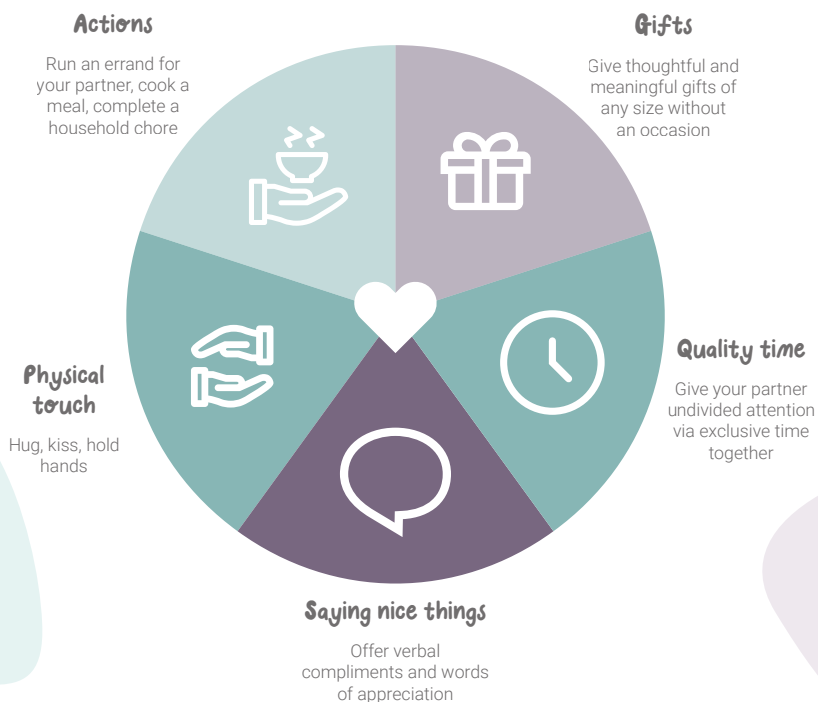 Actions
Run an errand for
your partner, cook a
meal, complete a
household chore
Gifts
Give thoughtful and
meaningful gifts of
any size without
an occasion
Quality time
Give your partner
undivided attention
via exclusive time
together
Physical
touch
Hug, kiss, hold
hands
Saying nice things
Offer verbal
compliments and words
of appreciation